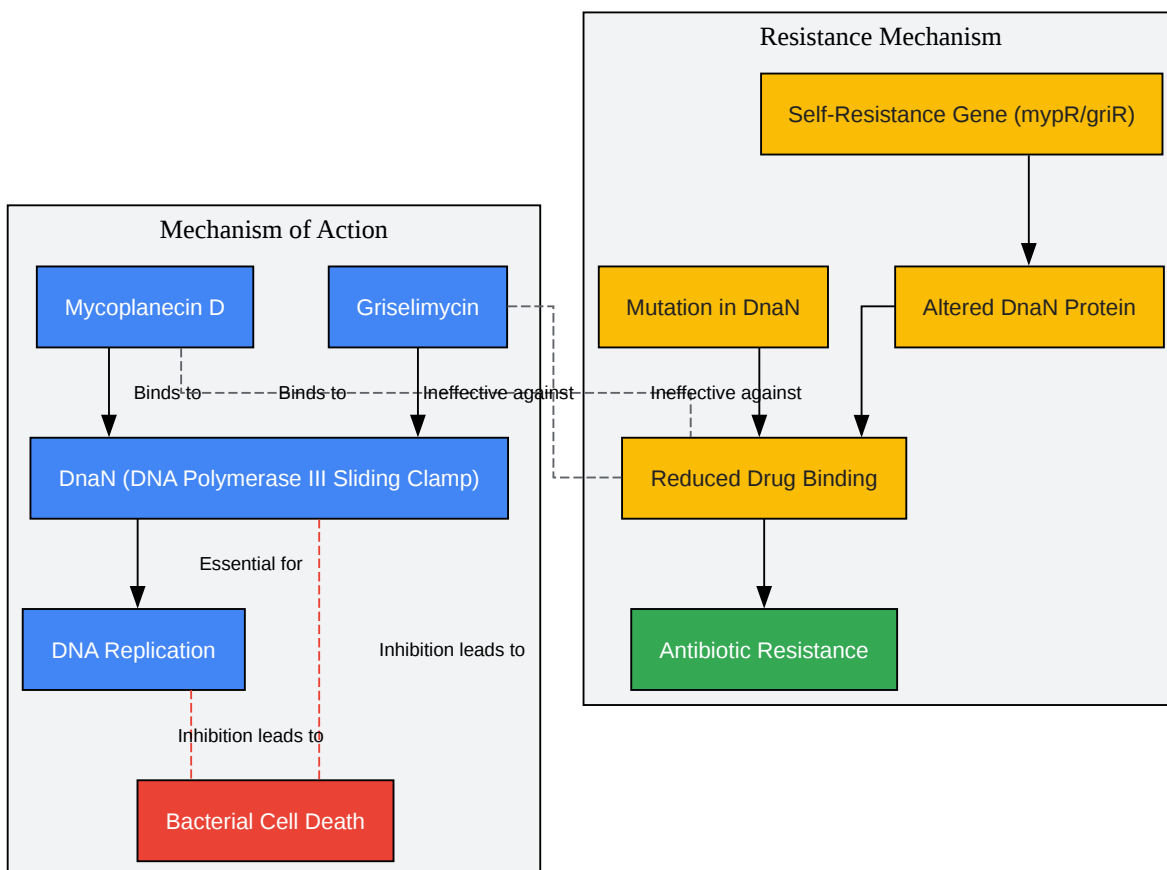 Resistance Mechanism
Self-Resistance Gene (mypR/griR)
Mechanism of Action
Mycoplanecin D
Griselimycin
Mutation in DnaN
Altered DnaN Protein
Binds to
Binds to
Ineffective against
Ineffective against
DnaN (DNA Polymerase III Sliding Clamp)
Reduced Drug Binding
Essential for
DNA Replication
Inhibition leads to
Antibiotic Resistance
Inhibition leads to
Bacterial Cell Death